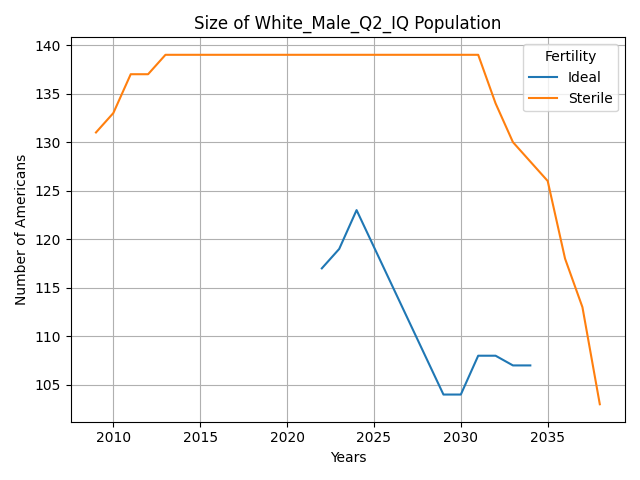 Size of White_Male_Q2_IQ Population
Number of Americans
140
135
130
125
120
115
110
105
Fertility
Ideal
Sterile
2010 2015 2020 2025 2030 2035
Years